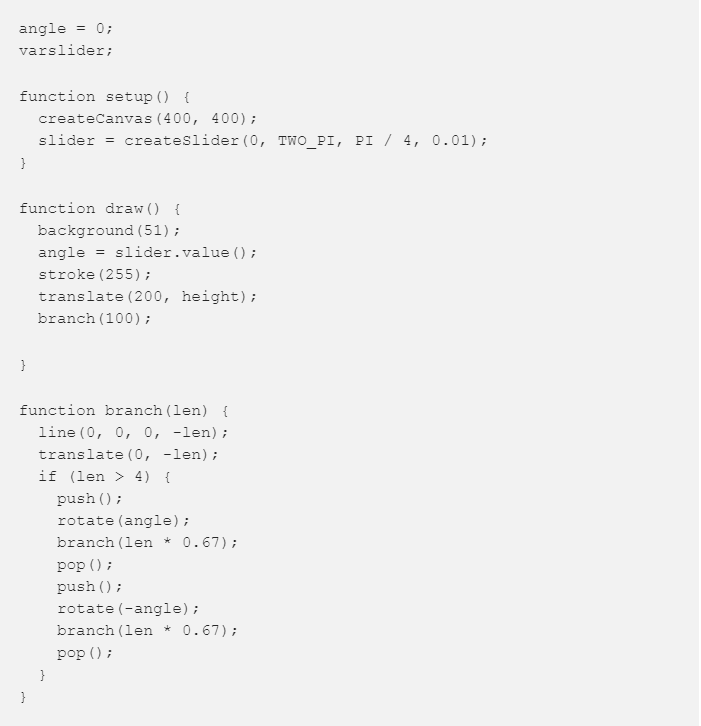 angle = 0;
varslider;
function setup() {
createCanvas(400, 400);
slider = createSlider(0, TWO_PI, PI / 4, 0.01);
}
function draw() {
background(51);
angle = slider.value();
stroke(255);
translate(200, height);
branch(100);
}
function branch(len) {
line(0, 0, 0, -len);
translate(0, -len);
if (len > 4) {
push();
rotate(angle);
branch(len * 0.67);
pop();
push();
rotate(-angle);
branch(len * 0.67);
pop();
}
}